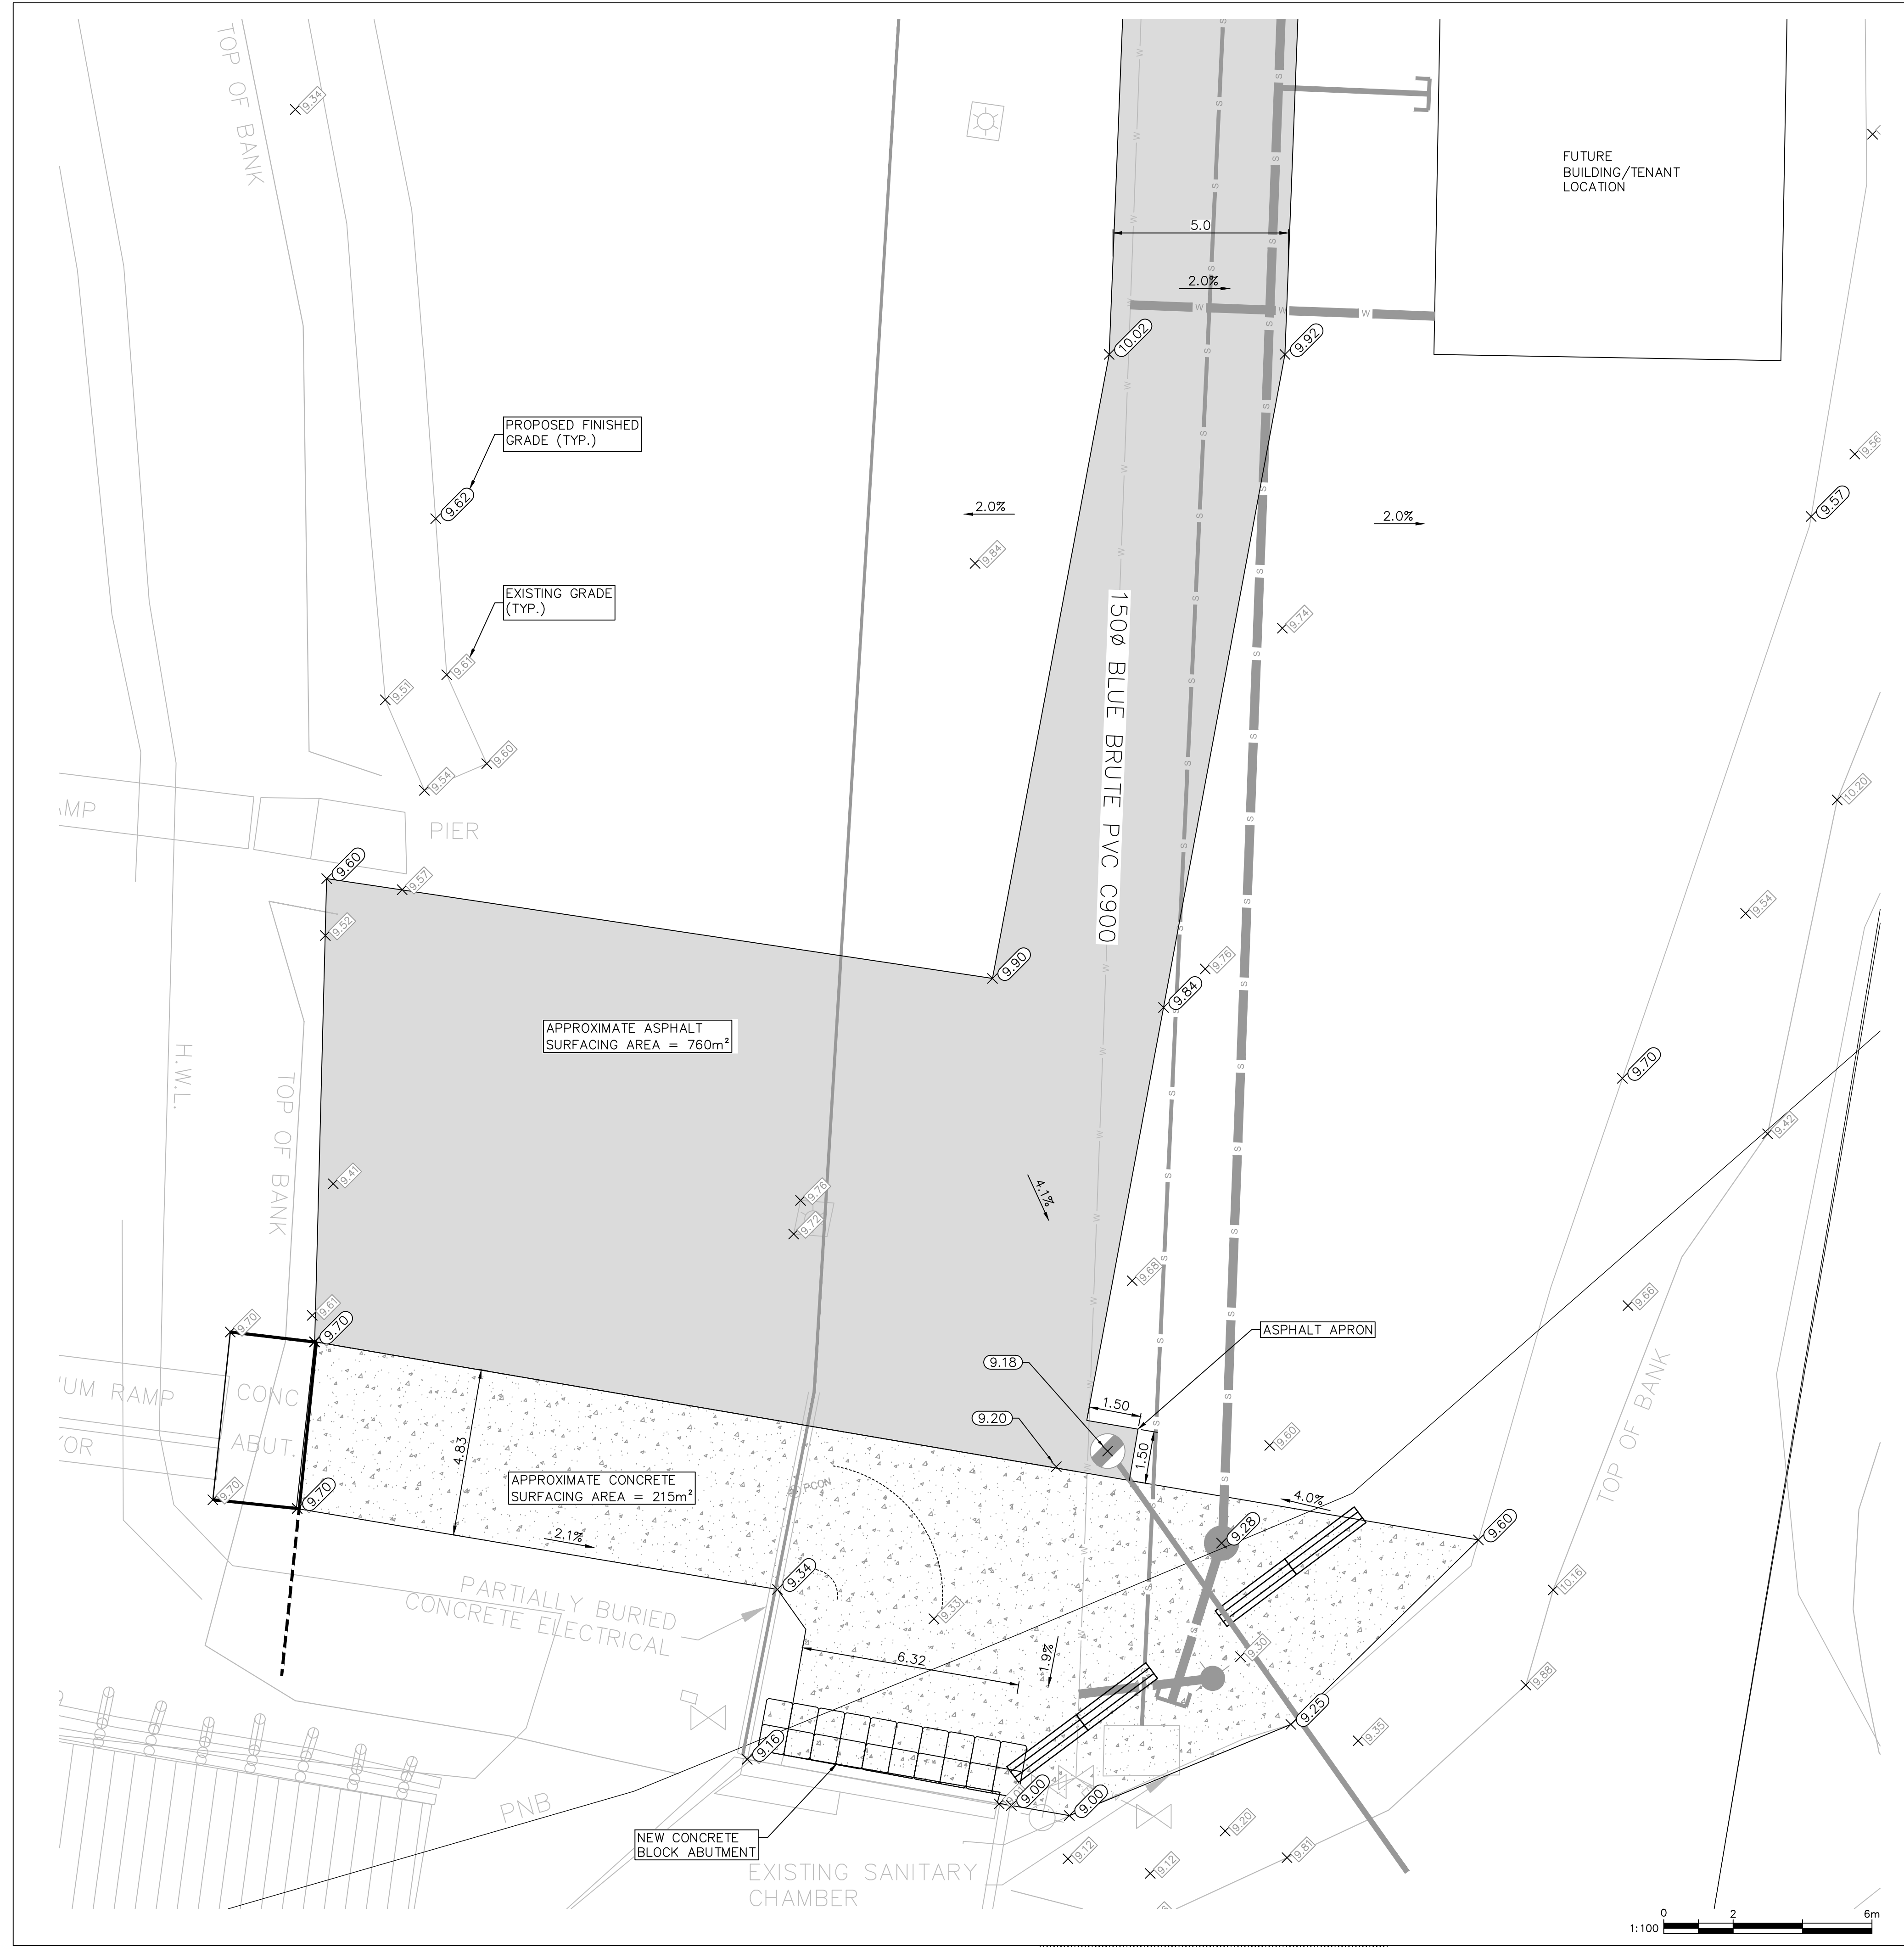 TOP OF BANK
9.34
FUTURE
BUILDING/TENANT
LOCATION
5.0
2.0%
W
W
W
10.02
9.92
PROPOSED FINISHED
GRADE (TYP.)
9.62
2.0%
2.0%
9.56
9.57
9.84
EXISTING GRADE
(TYP.)
9.74
9.61
9.51
9.60
9.54
150ø BLUE BRUTE PVC C900
10.20
PIER
9.60
9.57
9.52
9.54
9.90
9.76
9.84
APPROXIMATE ASPHALT
SURFACING AREA = 760m²
H.W.L.
TOP OF BANK
9.70
9.42
9.41
9.76
9.72
4.1%
9.68
9.66
9.61
9.70
9.70
ASPHALT APRON
9.18
TOP OF BANK
CONC
ABUT.
UM RAMP
1.50
9.20
1.50
9.60
4.83
APPROXIMATE CONCRETE
SURFACING AREA = 215m²
PCON
9.70
9.70
4.0%
2.1%
9.28
9.60
PARTIALLY BURIED
CONCRETE ELECTRICAL
9.34
9.33
10.16
6.32
1.9%
9.30
9.88
9.25
9.35
9.16
PNB
9.00
9.00
NEW CONCRETE
BLOCK ABUTMENT
9.20
9.12
9.12
9.81
EXISTING SANITARY
CHAMBER
0 2 6m
1:100